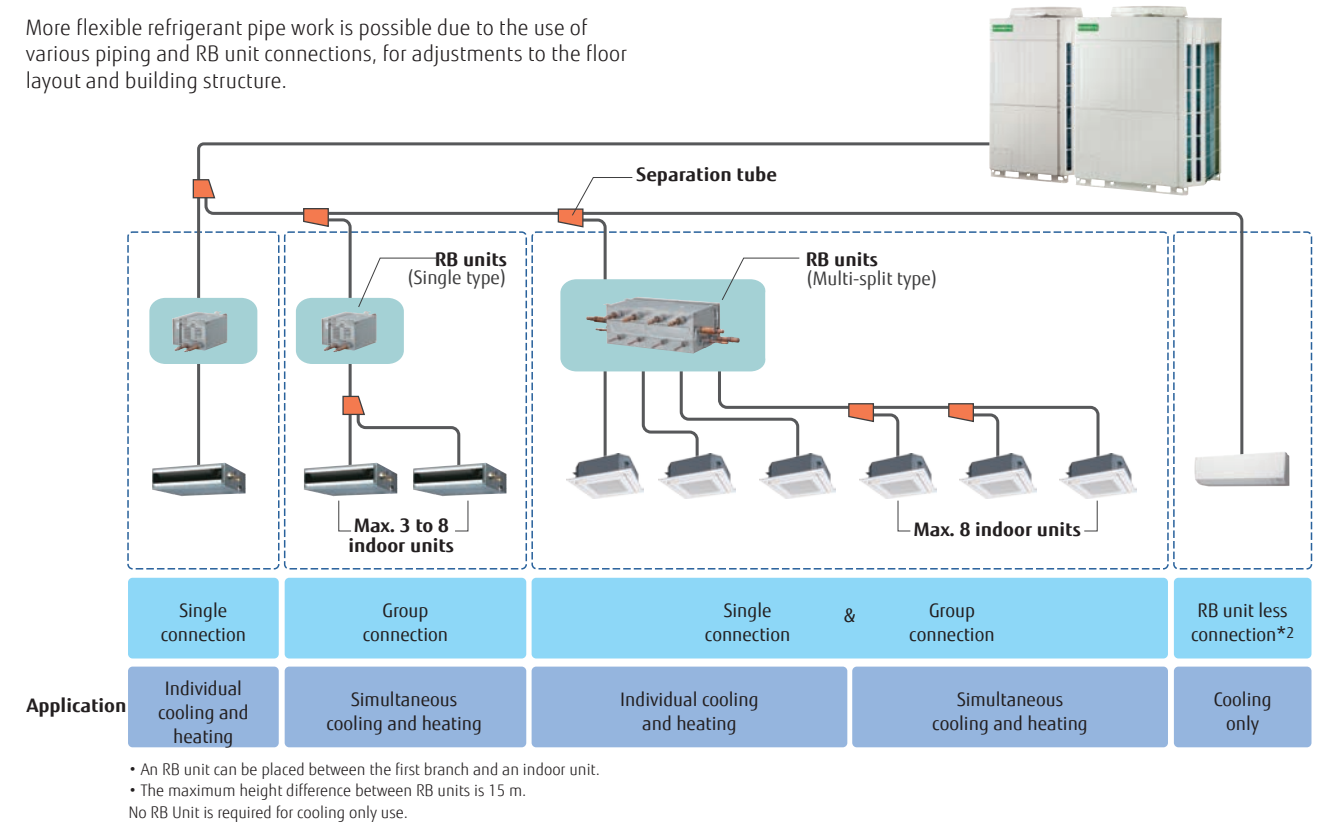 More flexible refrigerant pipe work is possible due to the use of
various piping and RB unit connections, for adjustments to the floor
layout and building structure.
Separation tube
RB units
(Single type)
RB units
(Multi-split type)
Max. 3 to 8
indoor units
Max. 8 indoor units
Single
connection
Group
connection
Single
connection
&
Group
connection
RB unit less
connection*2
Application
Individual
cooling and
heating
Simultaneous
cooling and heating
Individual cooling
and heating
Simultaneous
cooling and heating
Cooling
only
• An RB unit can be placed between the first branch and an indoor unit.
• The maximum height difference between RB units is 15 m.
No RB Unit is required for cooling only use.